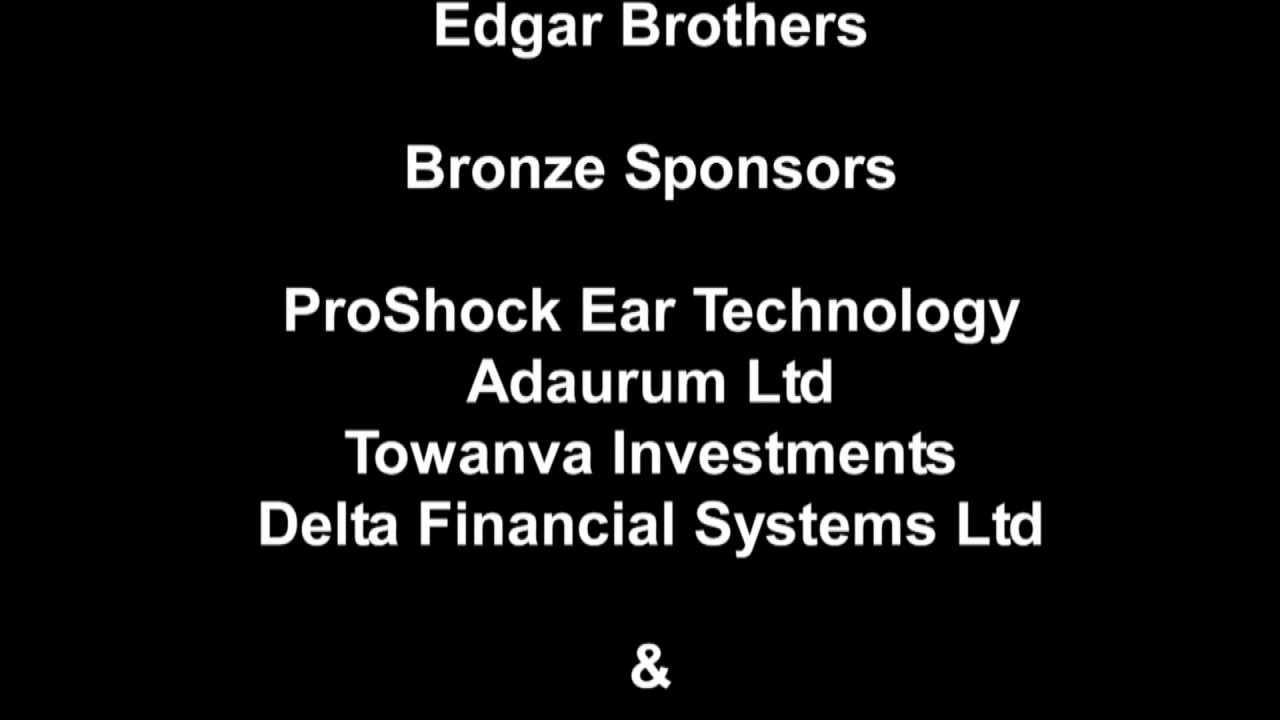 Edgar Brothers
Bronze Sponsors
ProShock Ear Technology
Adaurum Ltd
Towanva Investments
Delta Financial Systems Ltd
&